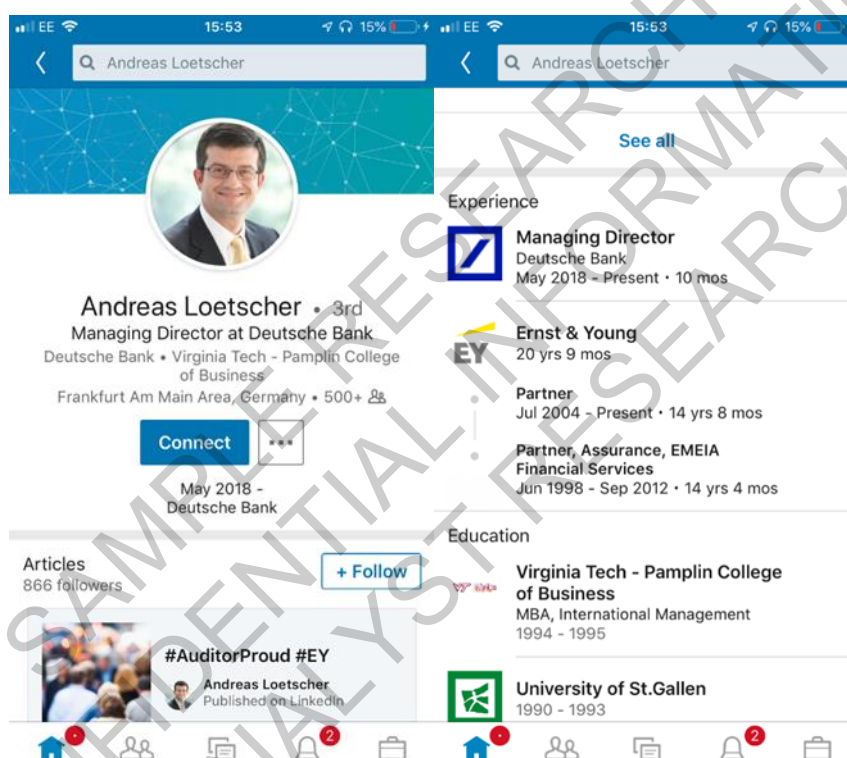 EE
15:53
15%
Andreas Loetscher
Andreas Loetscher • 3rd
Managing Director at Deutsche Bank
Deutsche Bank • Virginia Tech - Pamplin College
of Business
Frankfurt Am Main Area, Germany • 500+
Connect
May 2018 -
Deutsche Bank
Articles
866 followers
+ Follow
#AuditorProud #EY
Andreas Loetscher
Published on LinkedIn
2
EE
15:53
15%
Andreas Loetscher
See all
Experience
Managing Director
Deutsche Bank
May 2018 - Present • 10 mos
EY
Ernst & Young
20 yrs 9 mos
Partner
Jul 2004 - Present • 14 yrs 8 mos
Partner, Assurance, EMEIA
Financial Services
Jun 1998 - Sep 2012 • 14 yrs 4 mos
Education
Virginia Tech - Pamplin College
of Business
MBA, International Management
1994 - 1995
University of St.Gallen
1990 - 1993
2
SAMPLE RESEARCH